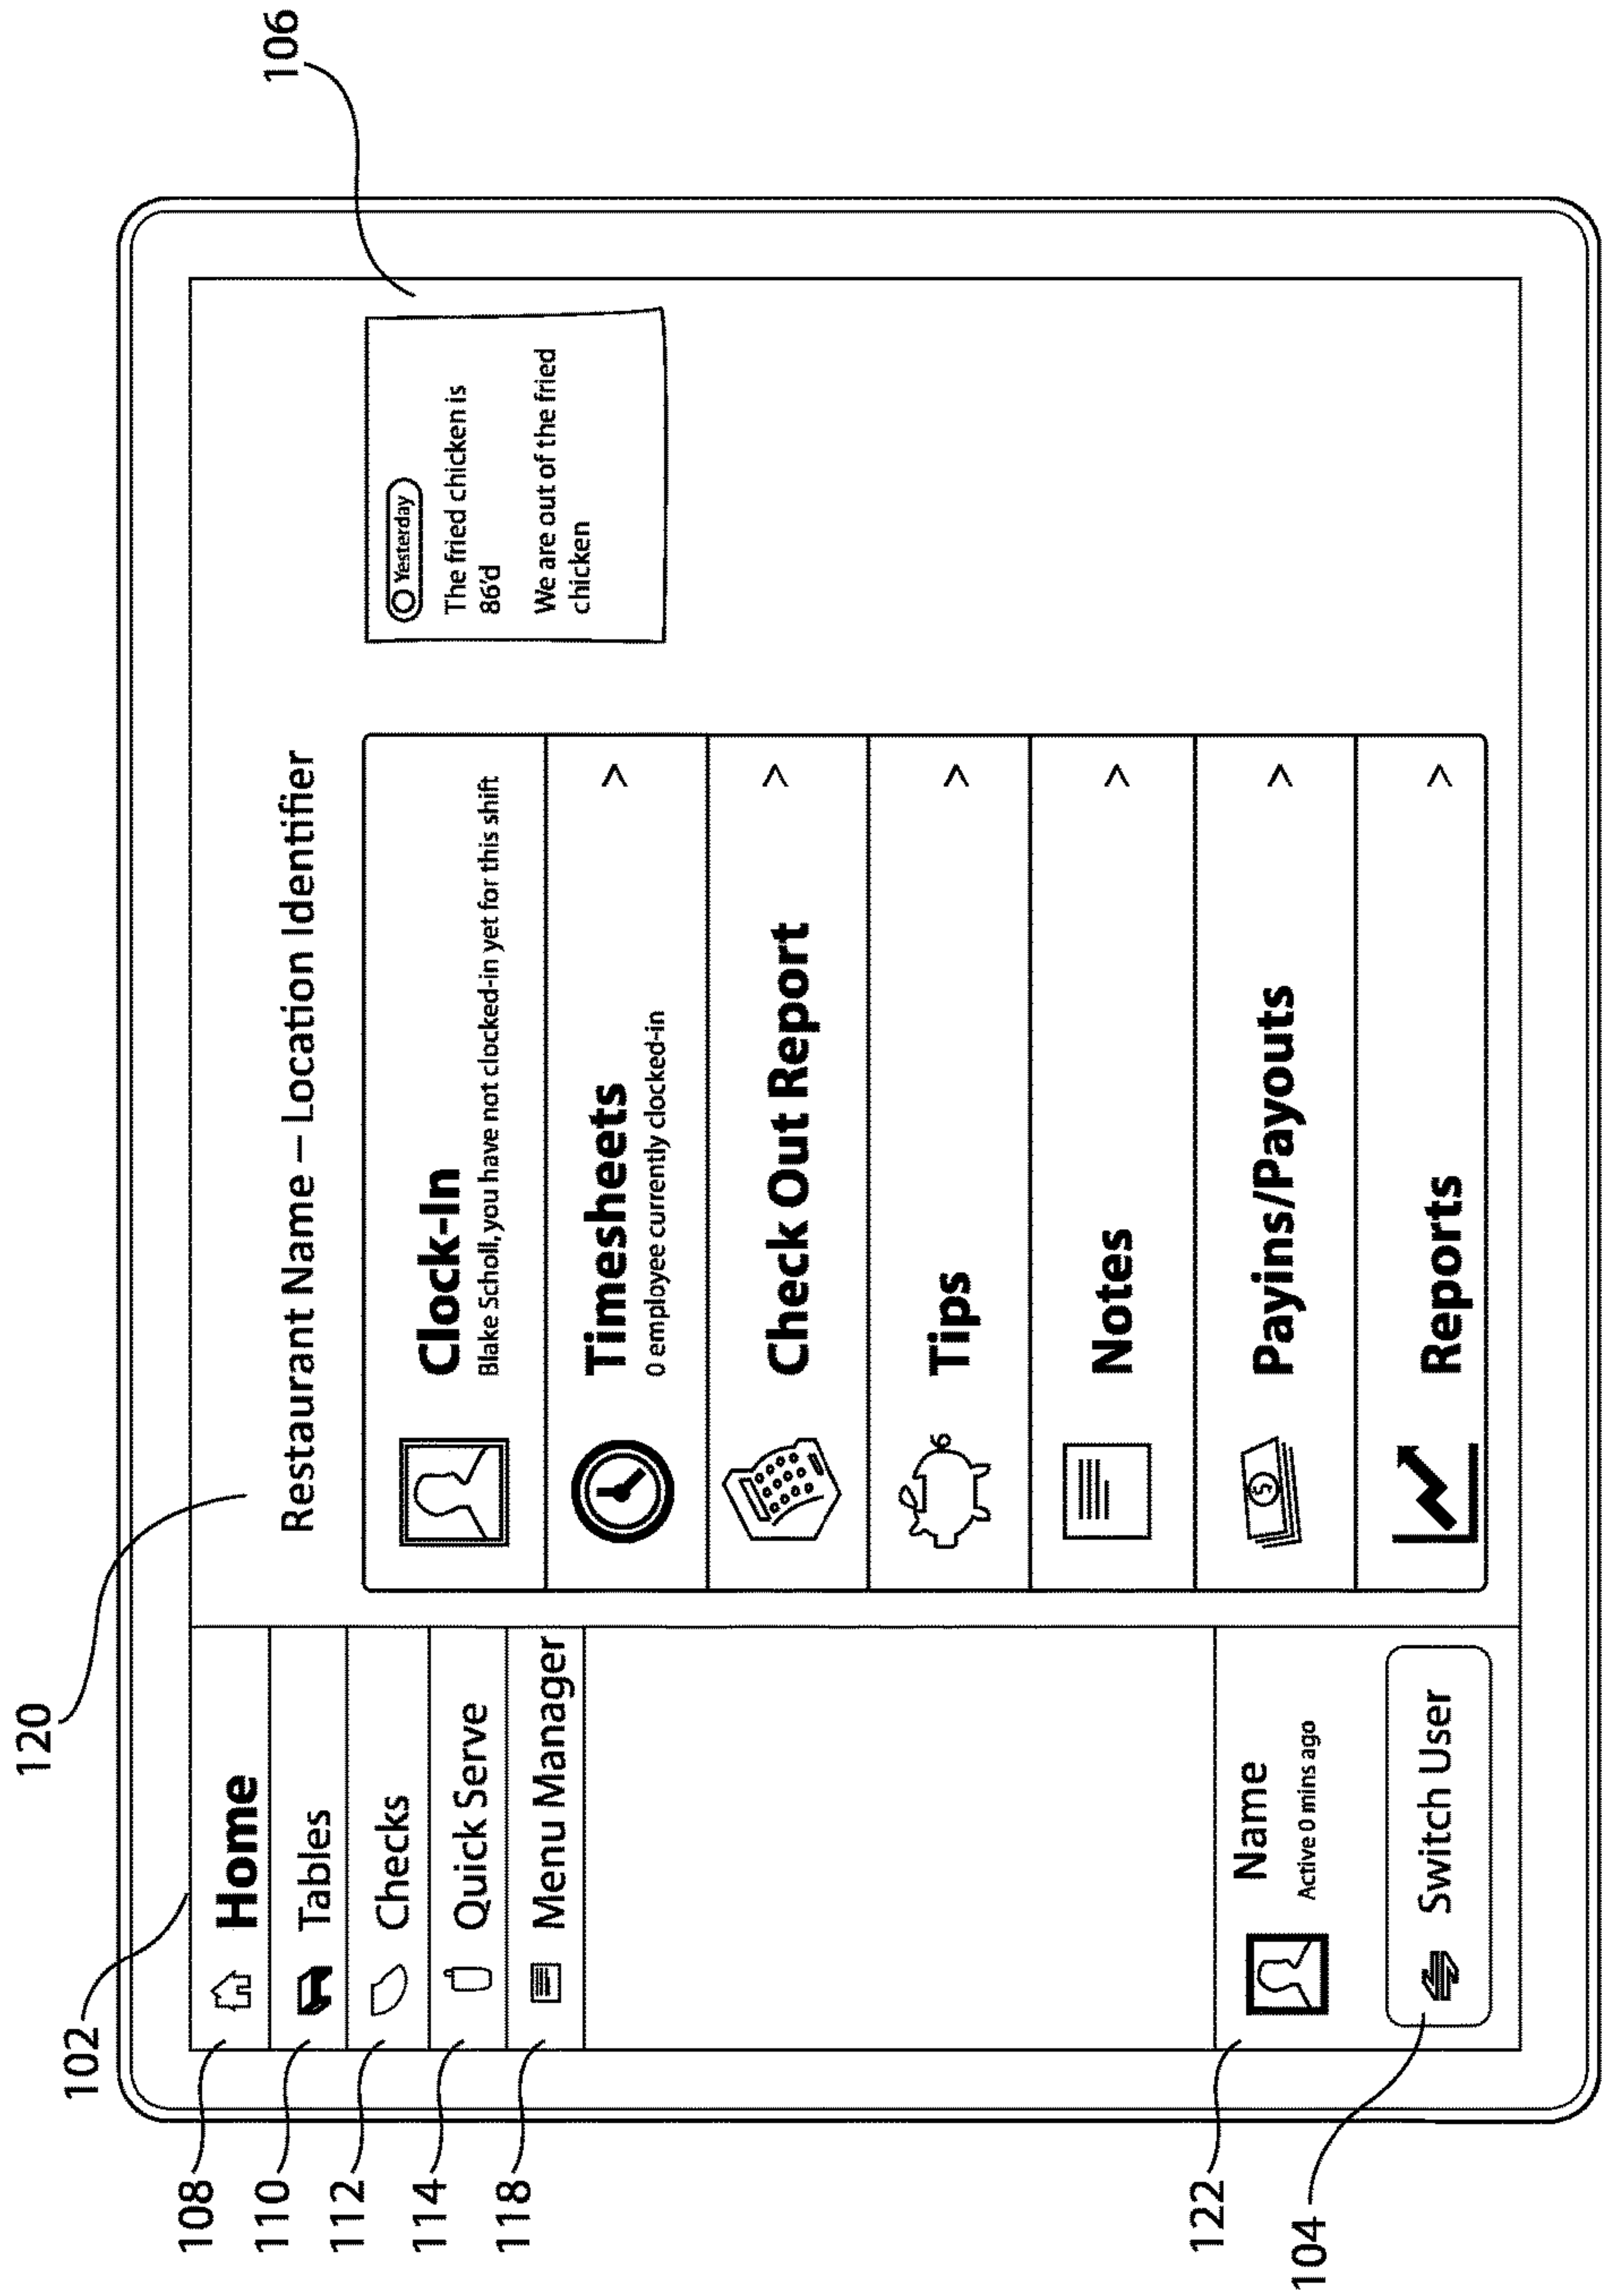 120
102
106
108
Home
110
Tables
112
Checks
114
Quick Serve
118
Menu Manager
122
Name
Active 0 mins ago
104
Switch User
Restaurant Name – Location Identifier
Clock-In
Blake Scholl, you have not clocked-in yet for this shift
Timesheets >
0 employee currently clocked-in
Check Out Report >
Tips >
Notes >
$
Payins/Payouts >
Reports >
Yesterday
The fried chicken is
86'd
We are out of the fried
chicken